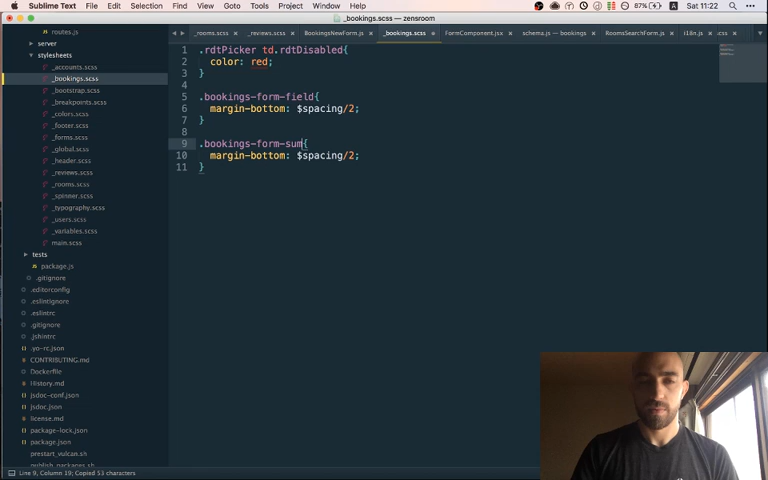 Sublime Text File Edit Selection Find View Goto Tools Project Window Help 87% A Sat 11:22
_bookings.scss — zensroom
_rooms.scss _reviews.scss BookingsNewForm.js _bookings.scss FormComponent.jsx schema.js — bookings RoomsSearchForm.js i18n.js .css
routes.js
server
stylesheets
_accounts.scss
_bookings.scss
_bootstrap.scss
_breakpoints.scss
_colors.scss
_footer.scss
_forms.scss
_global.scss
_header.scss
_reviews.scss
_rooms.scss
_spinner.scss
_typography.scss
_users.scss
_variables.scss
main.scss
tests
package.js
.gitignore
.editorconfig
.eslintignore
.eslintrc
.gitignore
.jshintrc
.yo-rc.json
CONTRIBUTING.md
Dockerfile
History.md
jsdoc-conf.json
jsdoc.json
license.md
package-lock.json
package.json
prestart_vulcan.sh
publish_packages.sh
1 .rdtPicker td.rdtDisabled{
2 color: red;
3 }
4
5 .bookings-form-field{
6 margin-bottom: $spacing/2;
7 }
8
9 .bookings-form-sum{
10 margin-bottom: $spacing/2;
11 }
Line 9, Column 19; Copied 53 characters